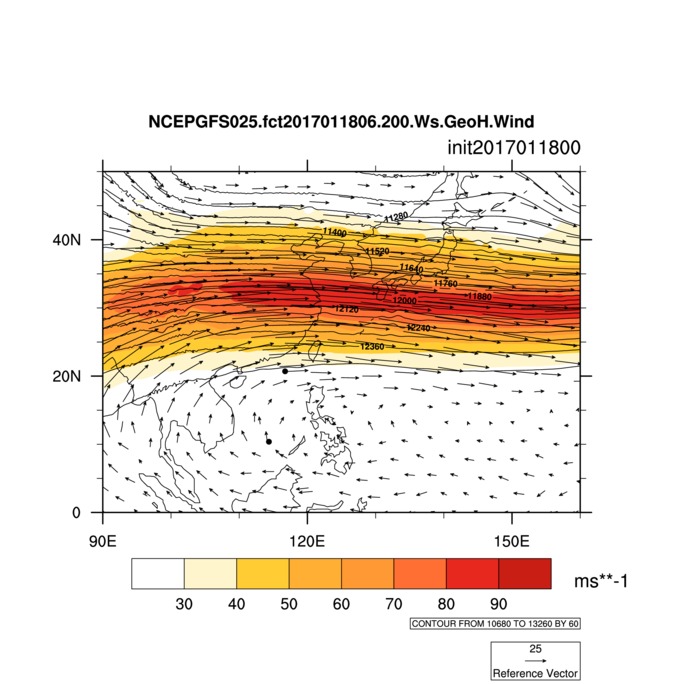 NCEPGFS025.fct2017011806.200.Ws.GeoH.Wind
init2017011800
11280
11400
40N
11520
11640
11760
11880
12000
12120
12240
12360
20N
0
90E 120E 150E
ms**-1
30 40 50 60 70 80 90
CONTOUR FROM 10680 TO 13260 BY 60
25
Reference Vector